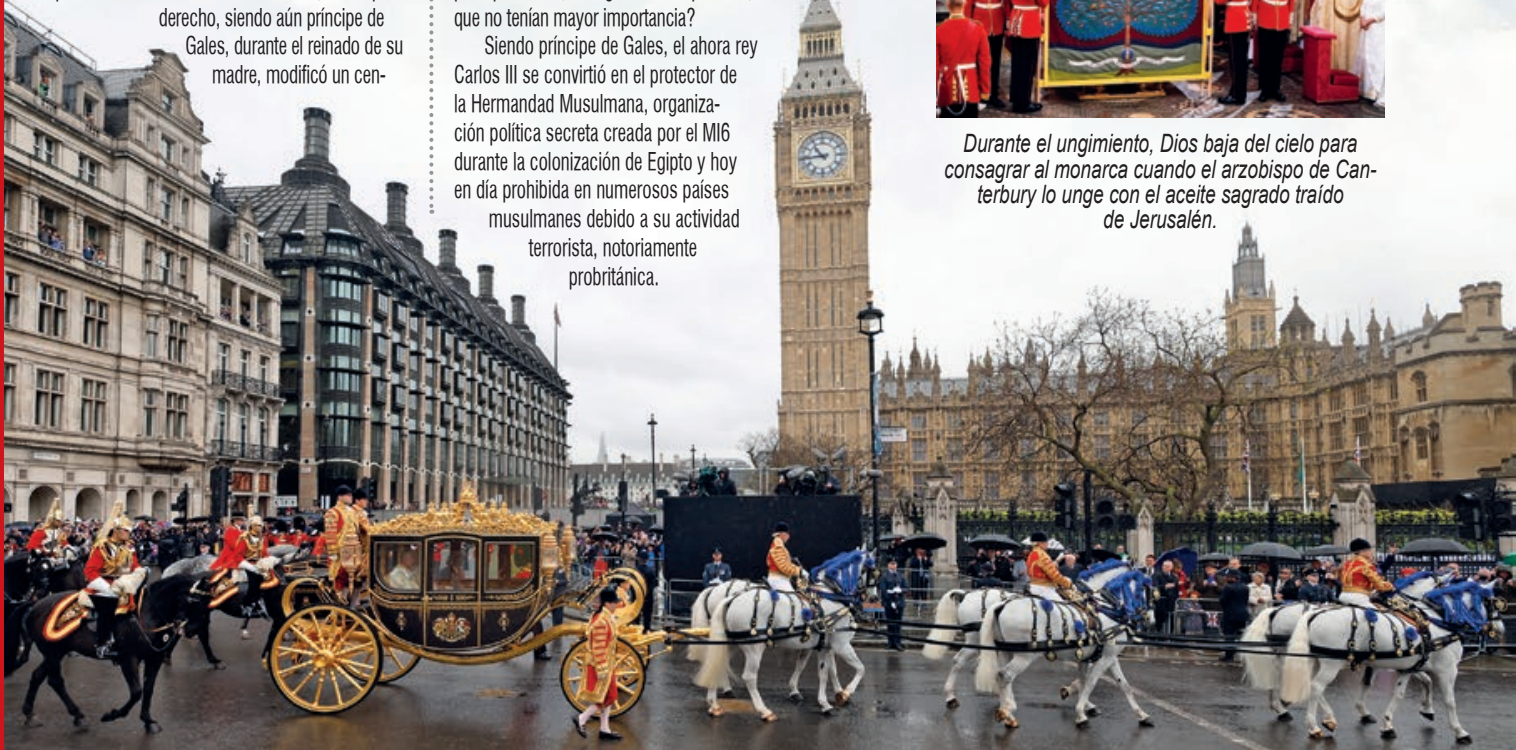 derecho, siendo aún príncipe de
Gales, durante el reinado de su
madre, modificó un cen-
que no tenían mayor importancia?
Siendo príncipe de Gales, el ahora rey
Carlos III se convirtió en el protector de
la Hermandad Musulmana, organiza-
ción política secreta creada por el MI6
durante la colonización de Egipto y hoy
en día prohibida en numerosos países
musulmanes debido a su actividad
terrorista, notoriamente
probritánica.
Durante el ungimiento, Dios baja del cielo para
consagrar al monarca cuando el arzobispo de Can-
terbury lo unge con el aceite sagrado traído
de Jerusalén.